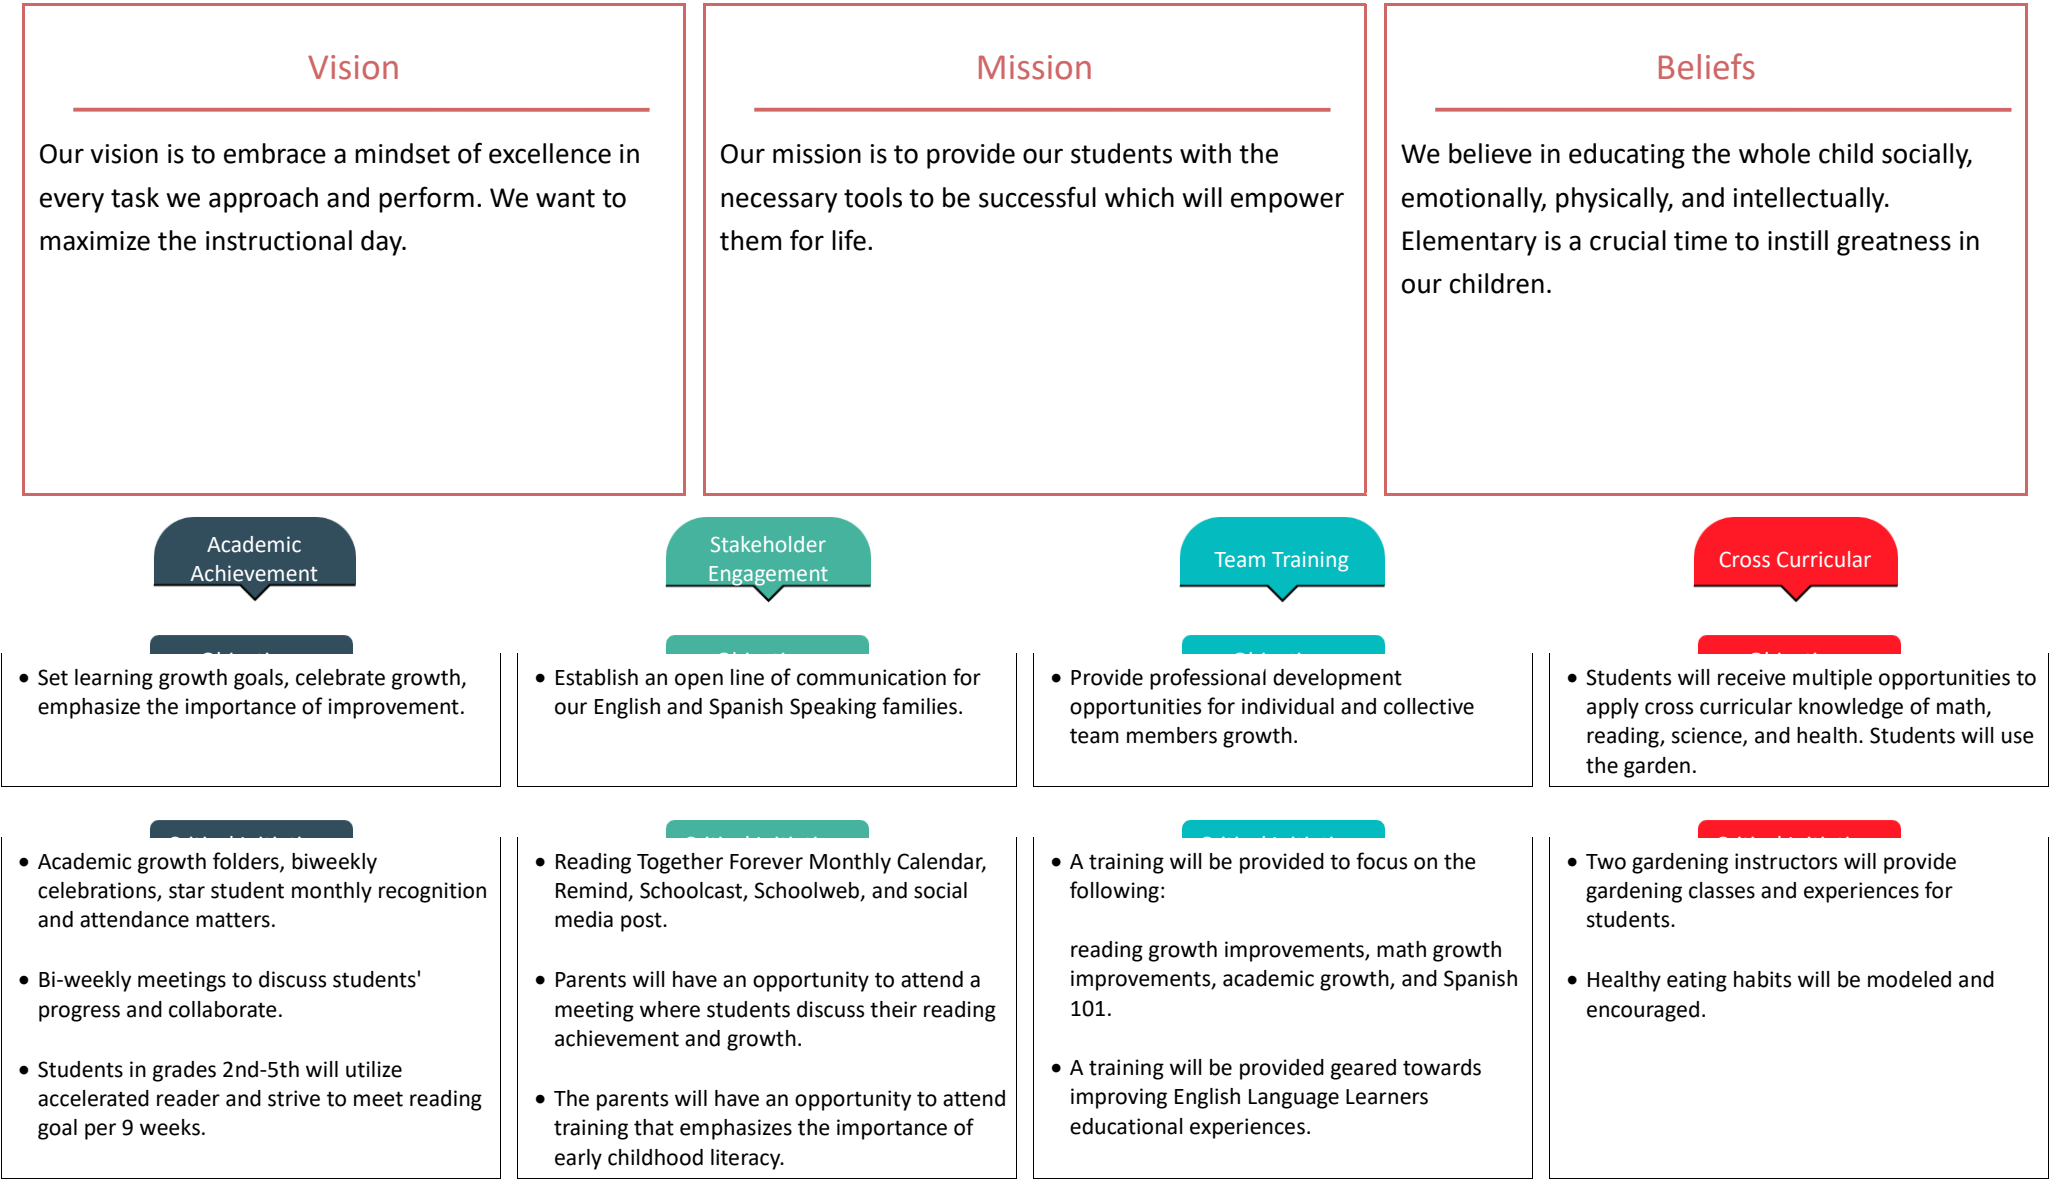 Vision
Our vision is to embrace a mindset of excellence in
every task we approach and perform. We want to
maximize the instructional day.
Mission
Our mission is to provide our students with the
necessary tools to be successful which will empower
them for life.
Beliefs
We believe in educating the whole child socially,
emotionally, physically, and intellectually.
Elementary is a crucial time to instill greatness in
our children.
Academic
Achievement
Stakeholder
Engagement
Team Training
Cross Curricular
• Set learning growth goals, celebrate growth,
emphasize the importance of improvement.
• Establish an open line of communication for
our English and Spanish Speaking families.
• Provide professional development
opportunities for individual and collective
team members growth.
• Students will receive multiple opportunities to
apply cross curricular knowledge of math,
reading, science, and health. Students will use
the garden.
• Academic growth folders, biweekly
celebrations, star student monthly recognition
and attendance matters.
• Bi-weekly meetings to discuss students'
progress and collaborate.
• Students in grades 2nd-5th will utilize
accelerated reader and strive to meet reading
goal per 9 weeks.
• Reading Together Forever Monthly Calendar,
Remind, Schoolcast, Schoolweb, and social
media post.
• Parents will have an opportunity to attend a
meeting where students discuss their reading
achievement and growth.
• The parents will have an opportunity to attend
training that emphasizes the importance of
early childhood literacy.
• A training will be provided to focus on the
following:
reading growth improvements, math growth
improvements, academic growth, and Spanish
101.
• A training will be provided geared towards
improving English Language Learners
educational experiences.
• Two gardening instructors will provide
gardening classes and experiences for
students.
• Healthy eating habits will be modeled and
encouraged.